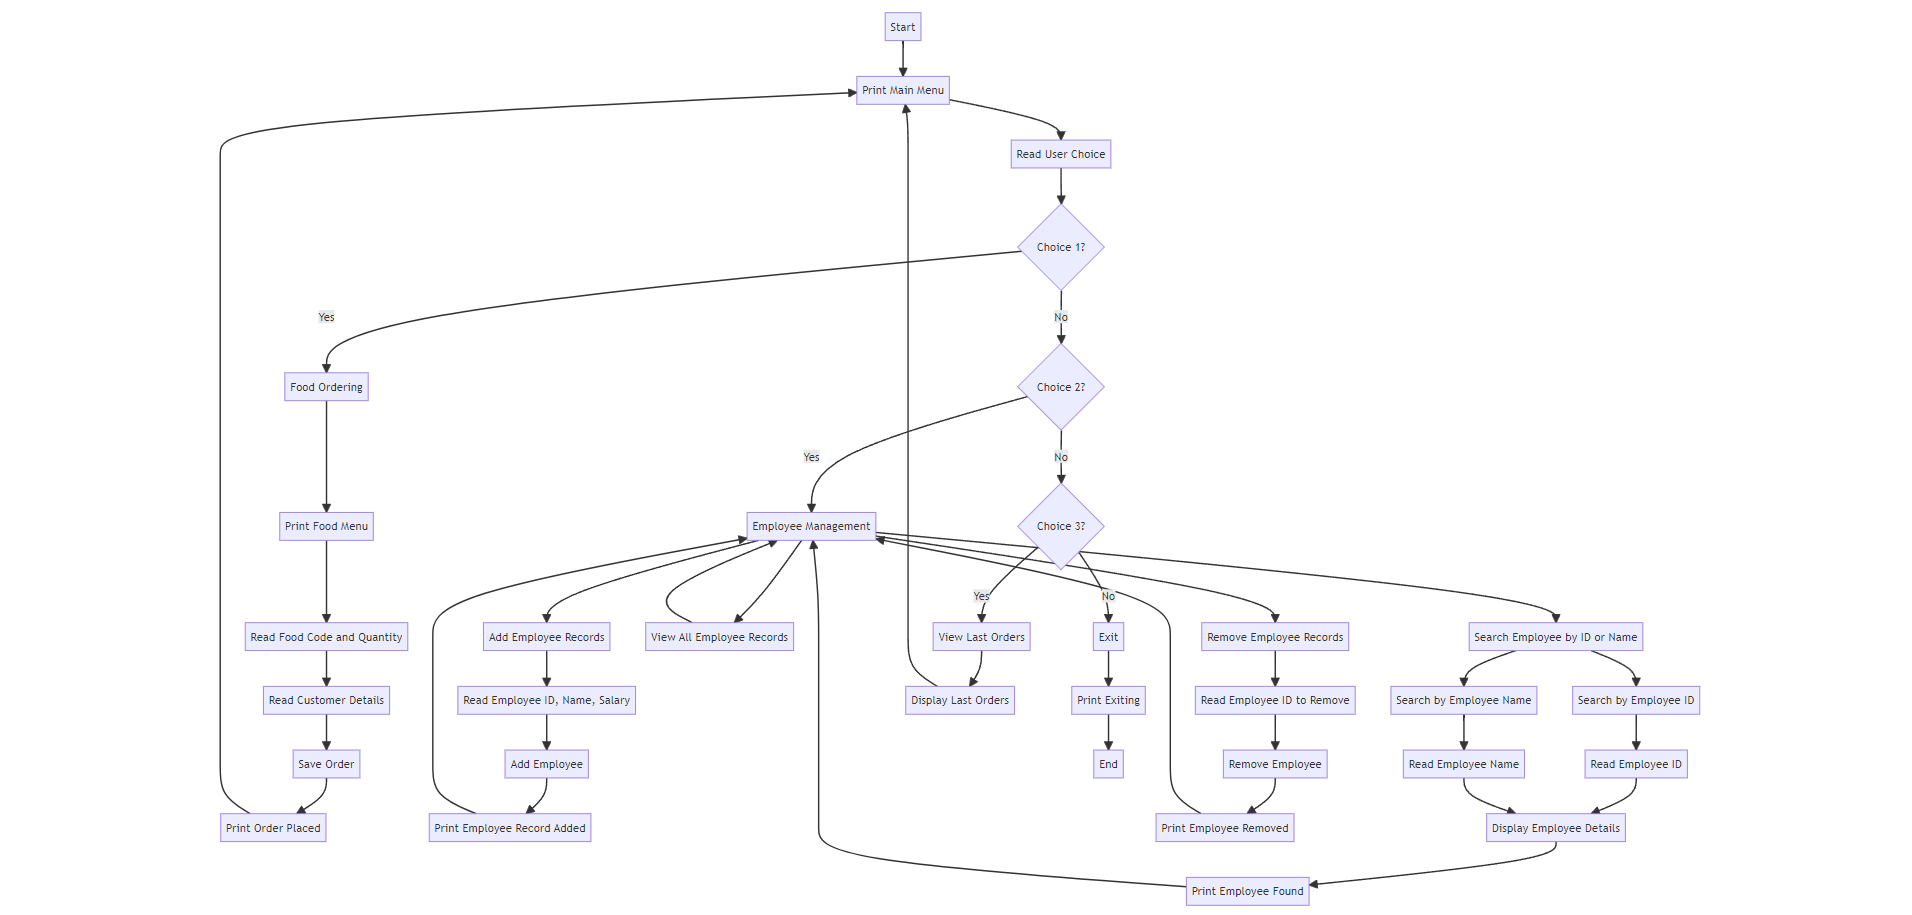 Start
Print Main Menu
Read User Choice
Choice 1?
Yes
No
Food Ordering
Choice 2?
Yes
No
Print Food Menu
Employee Management
Choice 3?
Yes
No
Read Food Code and Quantity
Add Employee Records
View All Employee Records
View Last Orders
Exit
Remove Employee Records
Search Employee by ID or Name
Read Customer Details
Read Employee ID, Name, Salary
Display Last Orders
Print Exiting
Read Employee ID to Remove
Search by Employee Name
Search by Employee ID
Save Order
Add Employee
End
Remove Employee
Read Employee Name
Read Employee ID
Print Order Placed
Print Employee Record Added
Print Employee Removed
Display Employee Details
Print Employee Found